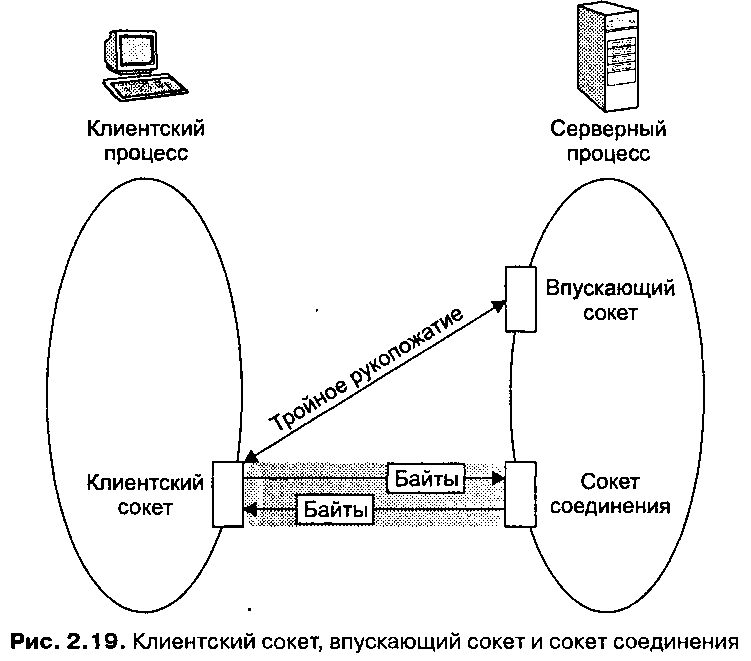 Клиентский
процесс
Серверный
процесс
Впускающий
сокет
Тройное рукопожатие
Клиентский
сокет
Байты
Байты
Сокет
соединения
Рис. 2.19. Клиентский сокет, впускающий сокет и сокет соединения